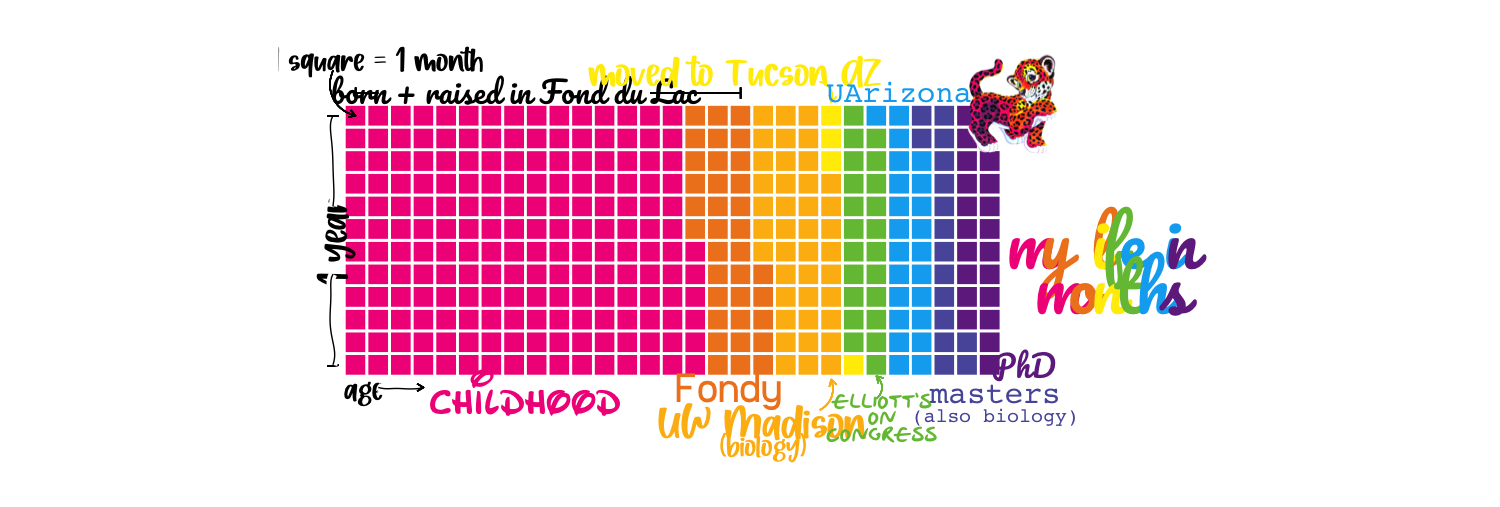 square = 1 month
moved to Tucson AZ
born + raised in Fond du Lac
UArizona
1 year
my life in
months
age
CHILDHOOD
Fondy
UW Madison
(biology)
ELLIOTT'S
ON
CONGRESS
PhD
masters
(also biology)